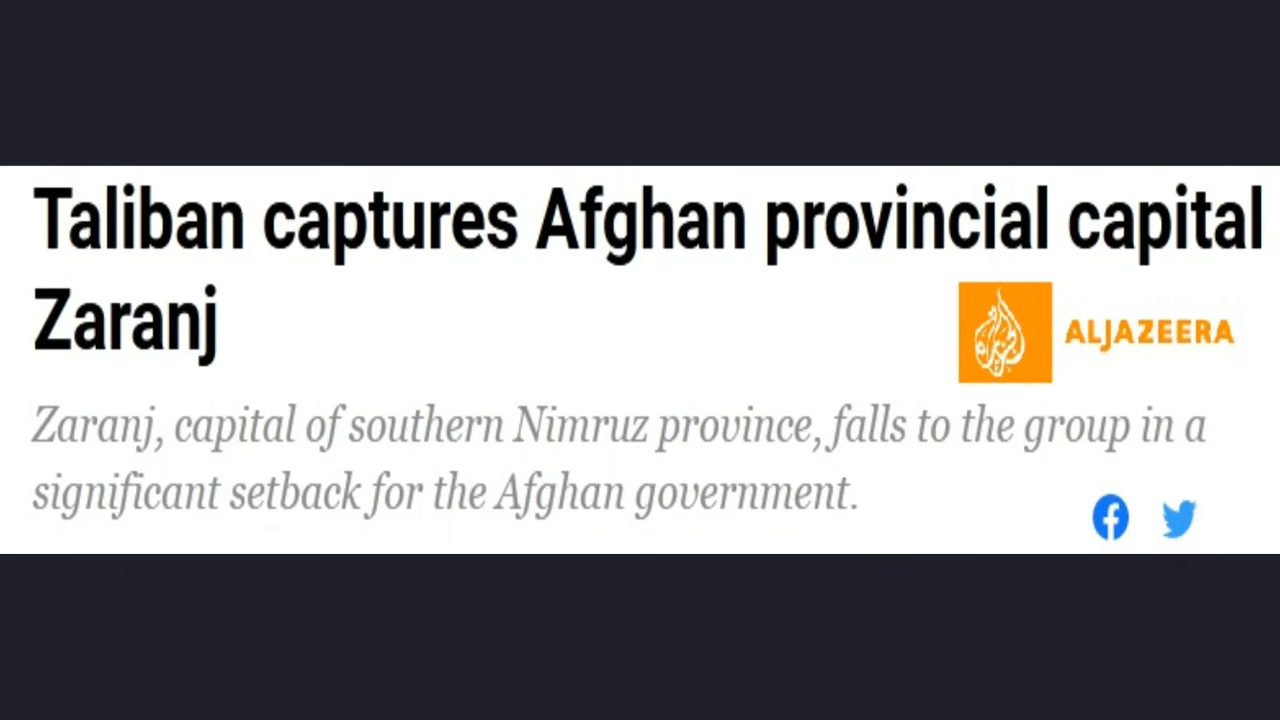 Taliban captures Afghan provincial capital
Zaranj
ALJAZEERA
Zaranj, capital of southern Nimruz province, falls to the group in a
significant setback for the Afghan government.